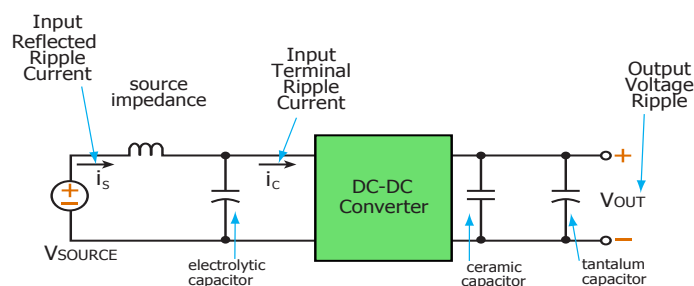 Input
Reflected
Ripple
Current
source
impedance
Input
Terminal
Ripple
Current
Output
Voltage
Ripple
iS
iC
DC-DC
Converter
+
−
+
VOUT
−
VSOURCE
electrolytic
capacitor
ceramic
capacitor
tantalum
capacitor